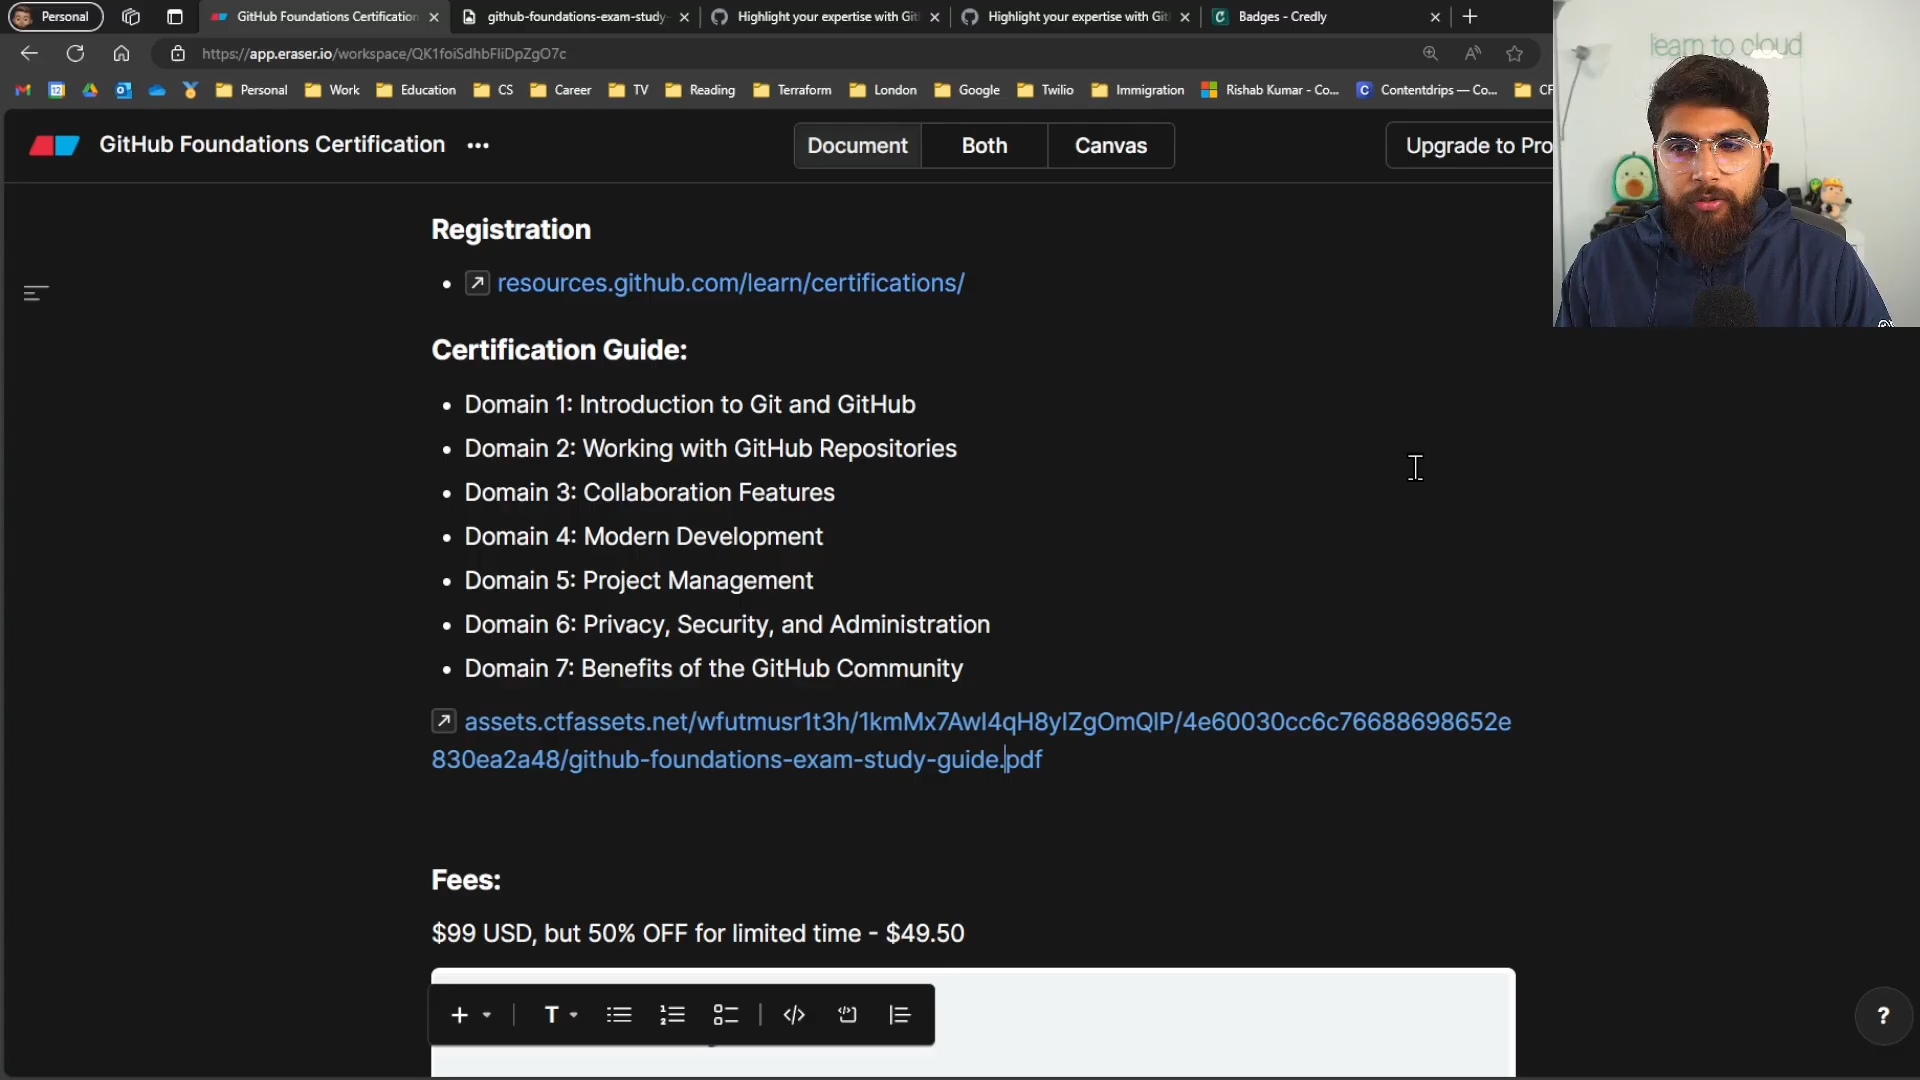 Personal
GitHub Foundations Certification
github-foundations-exam-study-
Highlight your expertise with Git
Highlight your expertise with Git
Badges - Credly
https://app.eraser.io/workspace/QK1foiSdhbFliDpZgO7c
Personal
Work
Education
CS
Career
TV
Reading
Terraform
London
Google
Twilio
Immigration
Rishab Kumar - Co...
Contentdrips — Co...
CF
learn to cloud
GitHub Foundations Certification
Document
Both
Canvas
Upgrade to Pro
Registration
resources.github.com/learn/certifications/
Certification Guide:
• Domain 1: Introduction to Git and GitHub
• Domain 2: Working with GitHub Repositories
• Domain 3: Collaboration Features
• Domain 4: Modern Development
• Domain 5: Project Management
• Domain 6: Privacy, Security, and Administration
• Domain 7: Benefits of the GitHub Community
assets.ctfassets.net/wfutmusr1t3h/1kmMx7AwI4qH8yIZgOmQlP/4e60030cc6c76688698652e
830ea2a48/github-foundations-exam-study-guide.pdf
Fees:
$99 USD, but 50% OFF for limited time - $49.50
T
?